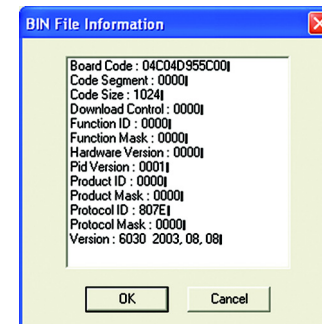 BIN File Information
Board Code : 04C04D955C00
Code Segment : 0000
Code Size : 1024
Download Control : 0000
Function ID : 0000
Function Mask : 0000
Hardware Version : 0000
Pid Version : 0001
Product ID : 0000
Product Mask : 0000
Protocol ID : 807E
Protocol Mask : 0000
Version : 6030 2003, 08, 08
OK
Cancel